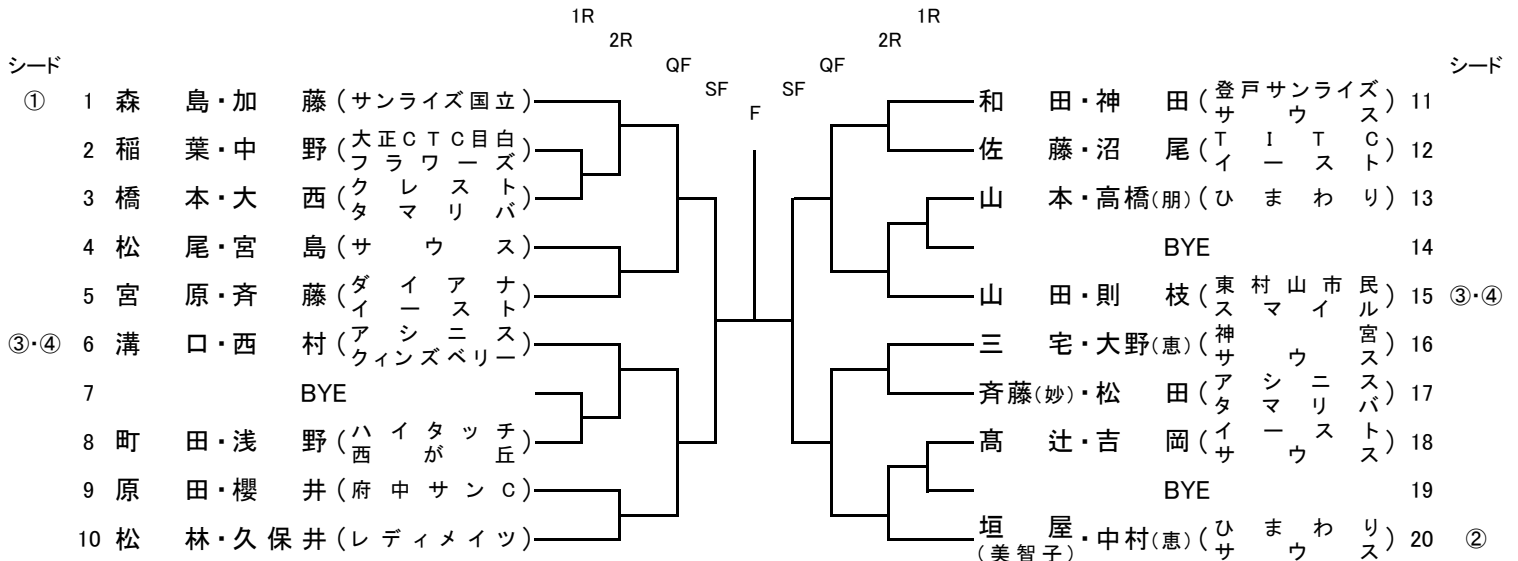 1R 1R
2R 2R
QF QF
SF SF
F
シード シード
① 1 森島・加藤(サンライズ国立)
2 稲葉・中野(大正CTC目白 フラワーズ)
3 橋本・大西(クレスト タマリバ)
4 松尾・宮島(サウス)
5 宮原・斉藤(ダイアナ イースト)
③・④ 6 溝口・西村(アシニス クィンズベリー)
7 BYE
8 町田・浅野(ハイタッチ 西が丘)
9 原田・櫻井(府中サンC)
10 松林・久保井(レディメイツ)
和田・神田(登戸サンライズ サウス) 11
佐藤・沼尾(TITC イースト) 12
山本・高橋(朋)(ひまわり) 13
BYE 14
山田・則枝(東村山市民 スマイル) 15 ③・④
三宅・大野(恵)(神宮 サウス) 16
斉藤(妙)・松田(アシニス タマリバ) 17
髙辻・吉岡(イースト サウス) 18
BYE 19
垣屋(美智子)・中村(恵)(ひまわり サウス) 20 ②